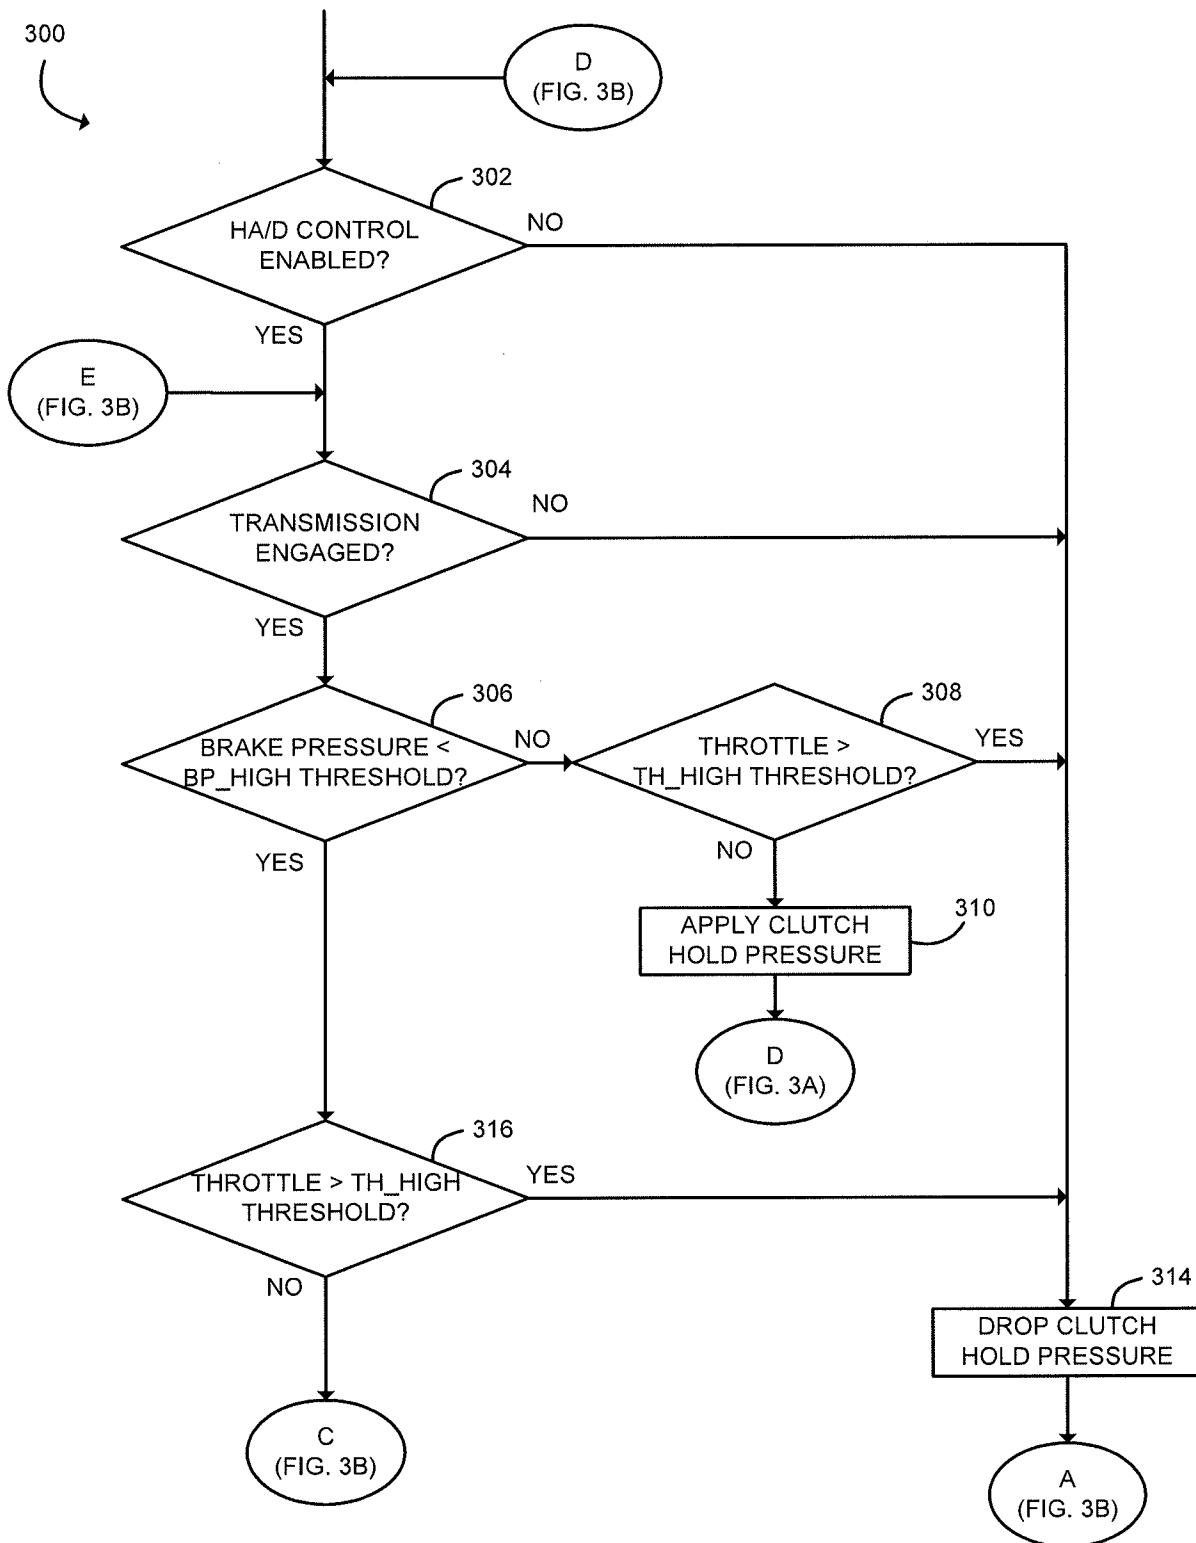 300
D
(FIG. 3B)
302
HA/D CONTROL
ENABLED?
NO
YES
E
(FIG. 3B)
304
TRANSMISSION
ENGAGED?
NO
YES
306
BRAKE PRESSURE <
BP_HIGH THRESHOLD?
NO
308
THROTTLE >
TH_HIGH THRESHOLD?
YES
YES
NO
310
APPLY CLUTCH
HOLD PRESSURE
D
(FIG. 3A)
316
THROTTLE > TH_HIGH
THRESHOLD?
YES
NO
314
DROP CLUTCH
HOLD PRESSURE
C
(FIG. 3B)
A
(FIG. 3B)